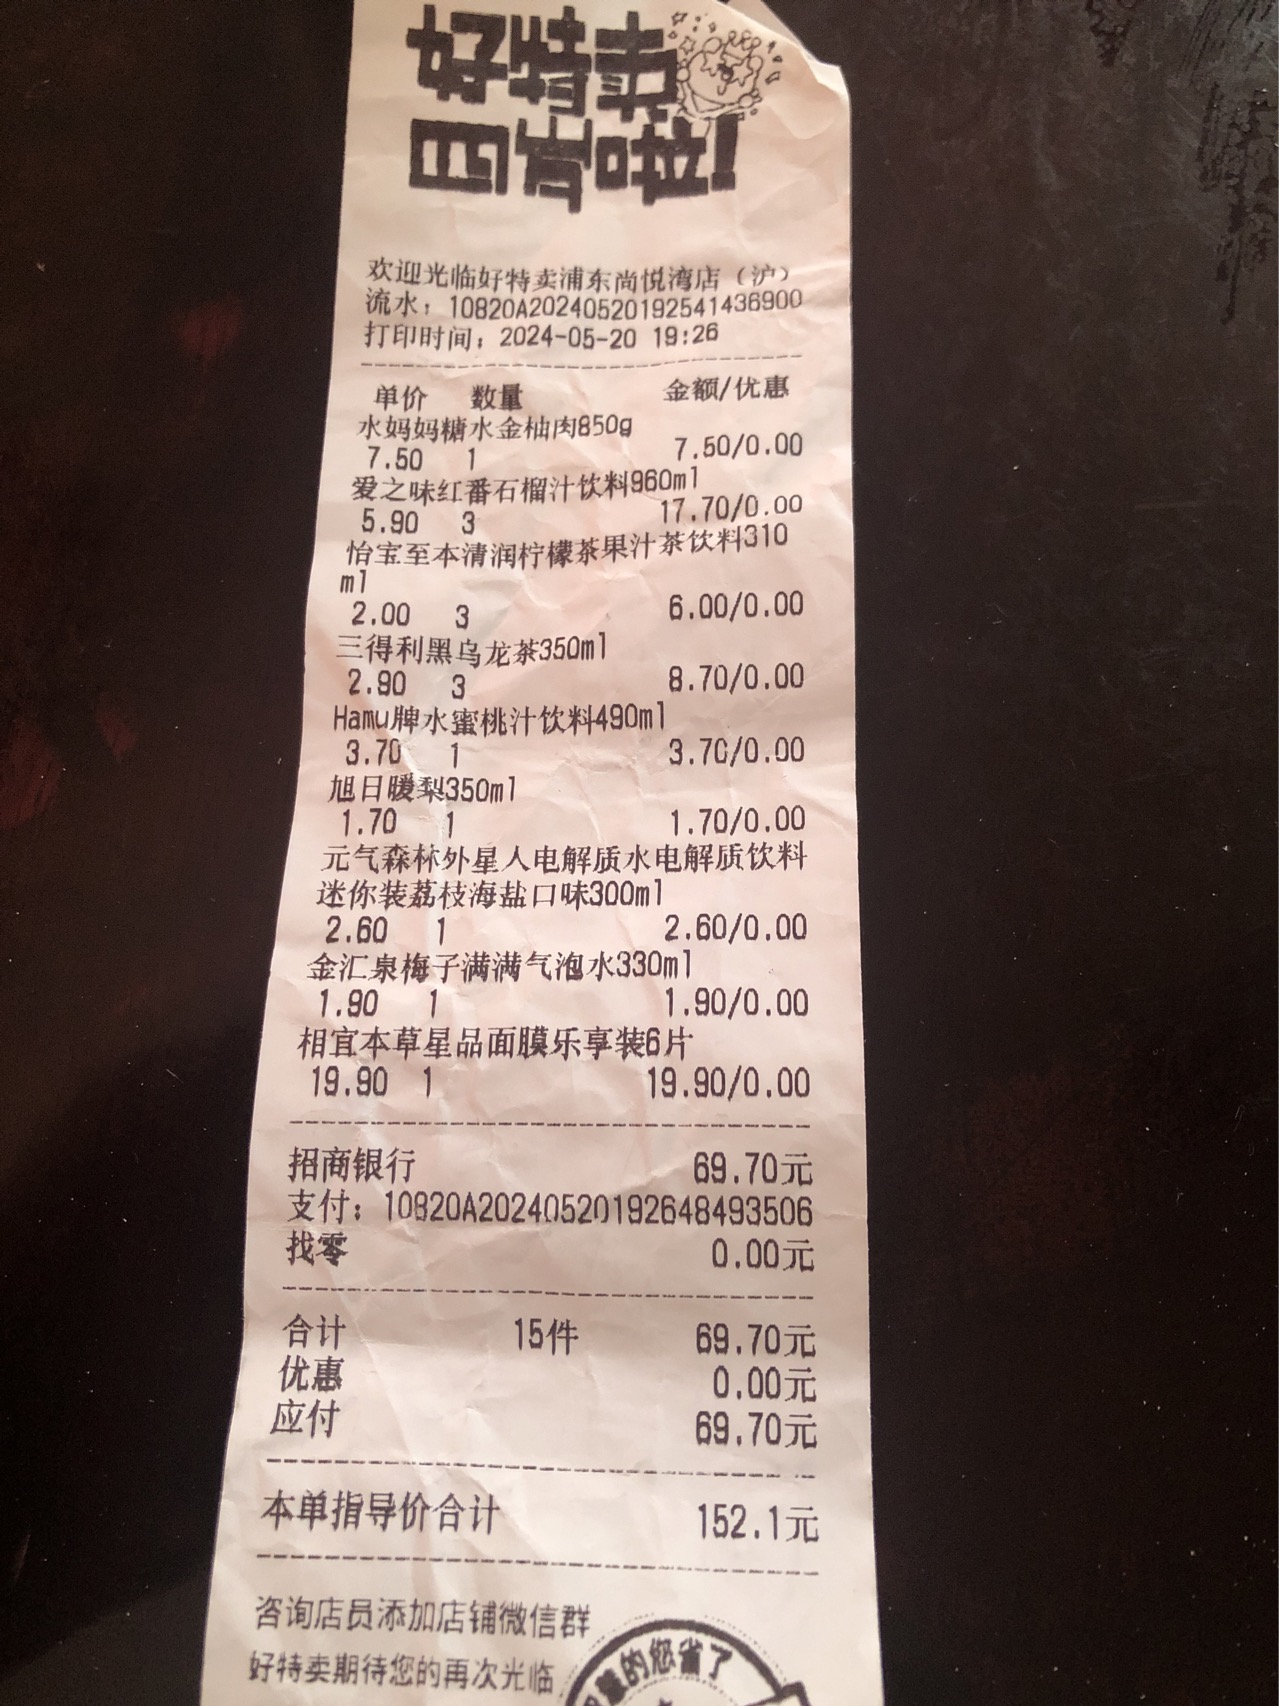 好特卖
欢迎光临好特卖浦东尚悦湾店（沪）
流水：10820A20240520192541436900
打印时间：2024-05-20 19:26
单价 数量 金额/优惠
水妈妈糖水金柚肉850g
7.50 1 7.50/0.00
爱之味红番石榴汁饮料960ml
5.90 3 17.70/0.00
怡宝至本清润柠檬茶果汁茶饮料310
ml
2.00 3 6.00/0.00
三得利黑乌龙茶350ml
2.90 3 8.70/0.00
Hamu牌水蜜桃汁饮料490ml
3.70 1 3.70/0.00
旭日暖梨350ml
1.70 1 1.70/0.00
元气森林外星人电解质水电解质饮料
迷你装荔枝海盐口味300ml
2.60 1 2.60/0.00
金汇泉梅子满满气泡水330ml
1.90 1 1.90/0.00
相宜本草星品面膜乐享装6片
19.90 1 19.90/0.00
招商银行 69.70元
支付：10820A20240520192648493506
找零 0.00元
合计 15件 69.70元
优惠 0.00元
应付 69.70元
本单指导价合计 152.1元
咨询店员添加店铺微信群
好特卖期待您的再次光临
的您省了